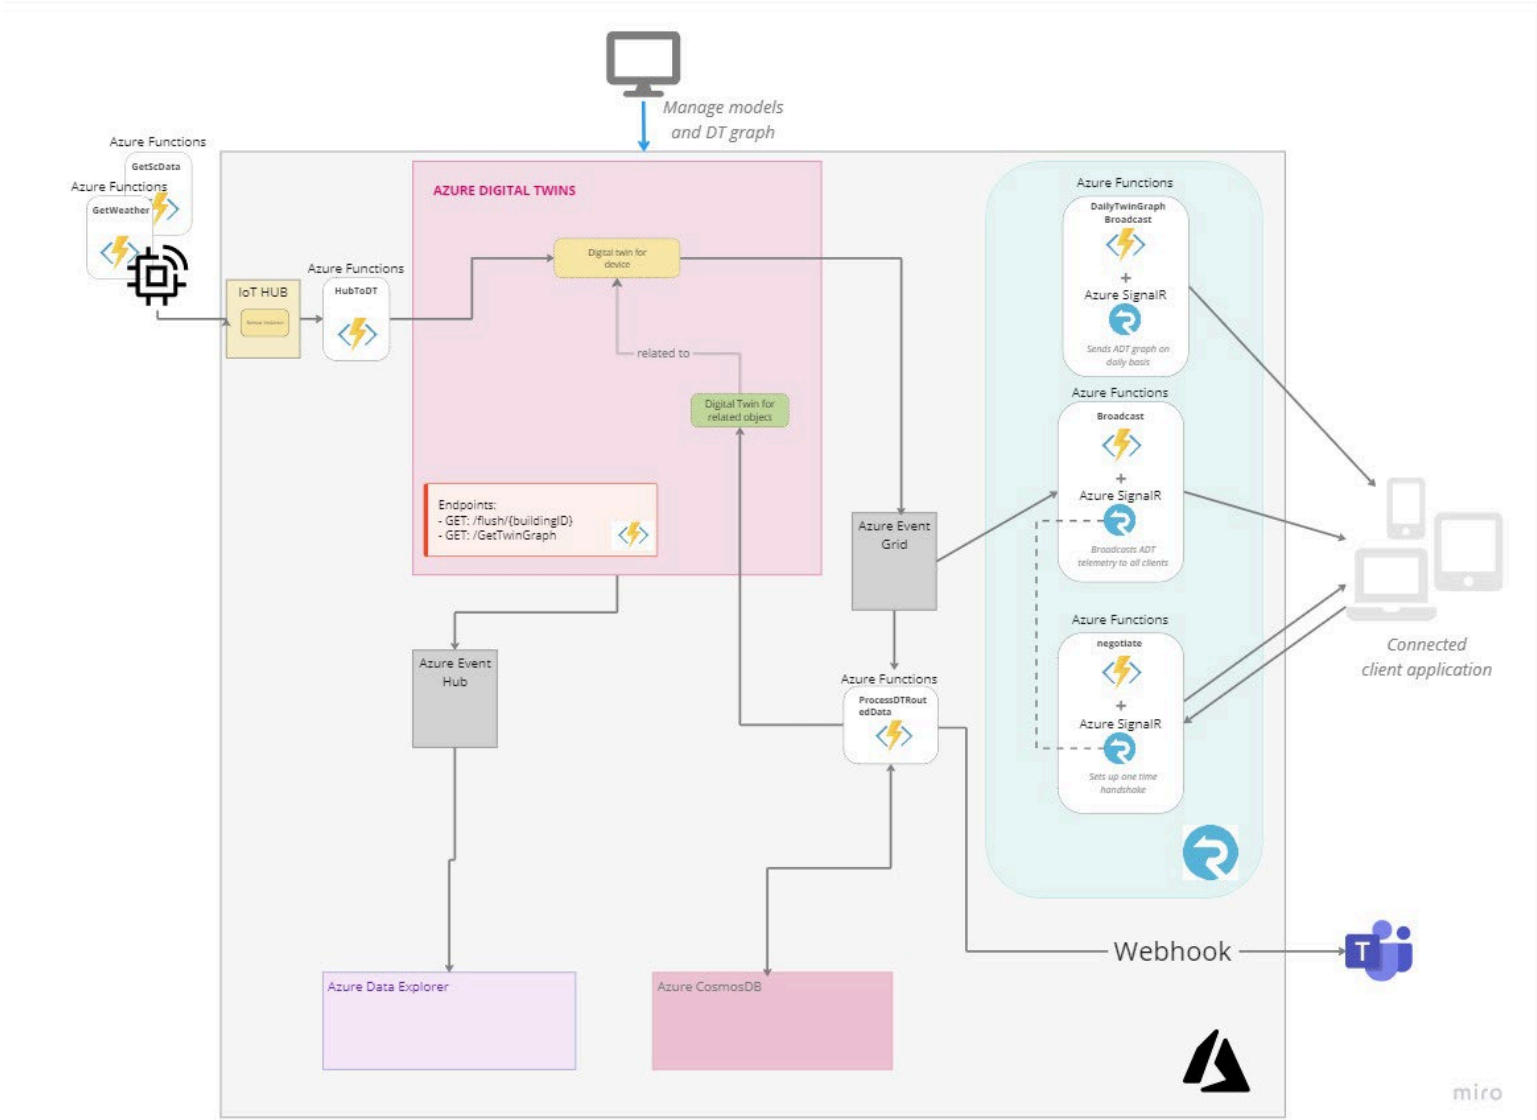 Manage models
and DT graph
Azure Functions
GetScData
Azure Functions
GetWeather
IoT HUB
Azure Functions
HubToDT
AZURE DIGITAL TWINS
Digital twin for
device
related to
Digital Twin for
related object
Endpoints:
- GET: /flush/{buildingID}
- GET: /GetTwinGraph
Azure Event
Grid
Azure Event
Hub
Azure Functions
ProcessDTRout
edData
Azure Data Explorer
Azure CosmosDB
Azure Functions
DailyTwinGraph
Broadcast
+
Azure SignalR
Sends ADT graph on
daily basis
Azure Functions
Broadcast
+
Azure SignalR
Broadcasts ADT
telemetry to all clients
Azure Functions
negotiate
+
Azure SignalR
Sets up one time
handshake
Connected
client application
Webhook
T
miro